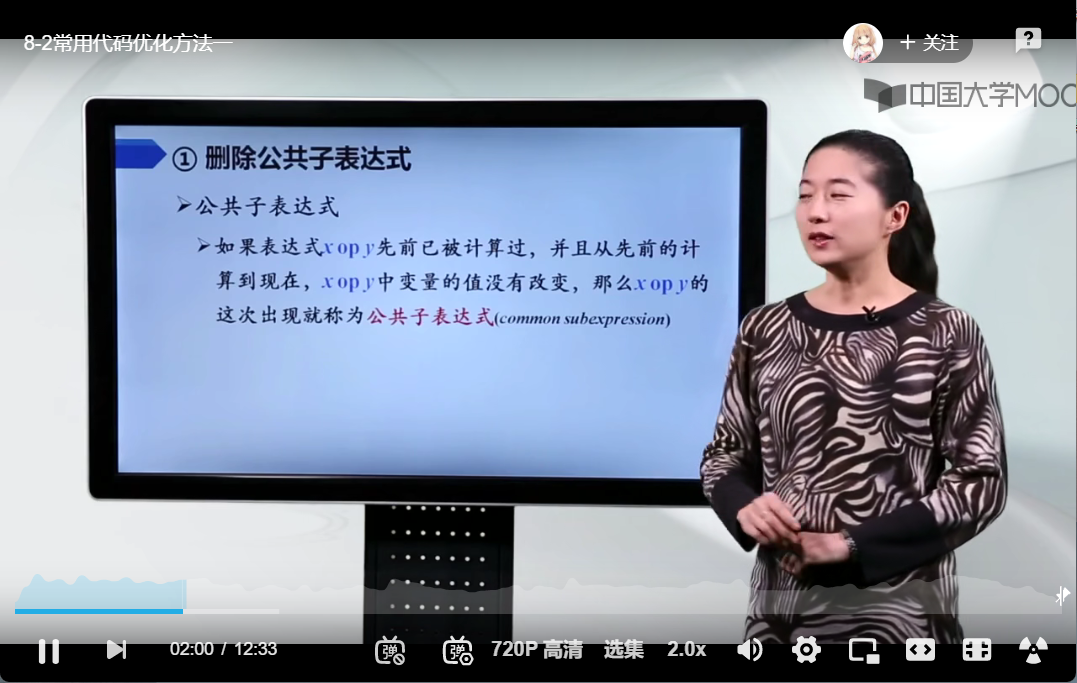 8-2常用代码优化方法一
+ 关注
?
中国大学MOO
① 删除公共子表达式
➢公共子表达式
➢如果表达式x op y先前已被计算过，并且从先前的计
算到现在，x op y中变量的值没有改变，那么x op y的
这次出现就称为公共子表达式(common subexpression)
02:00 / 12:33
弹
弹
720P 高清
选集
2.0x